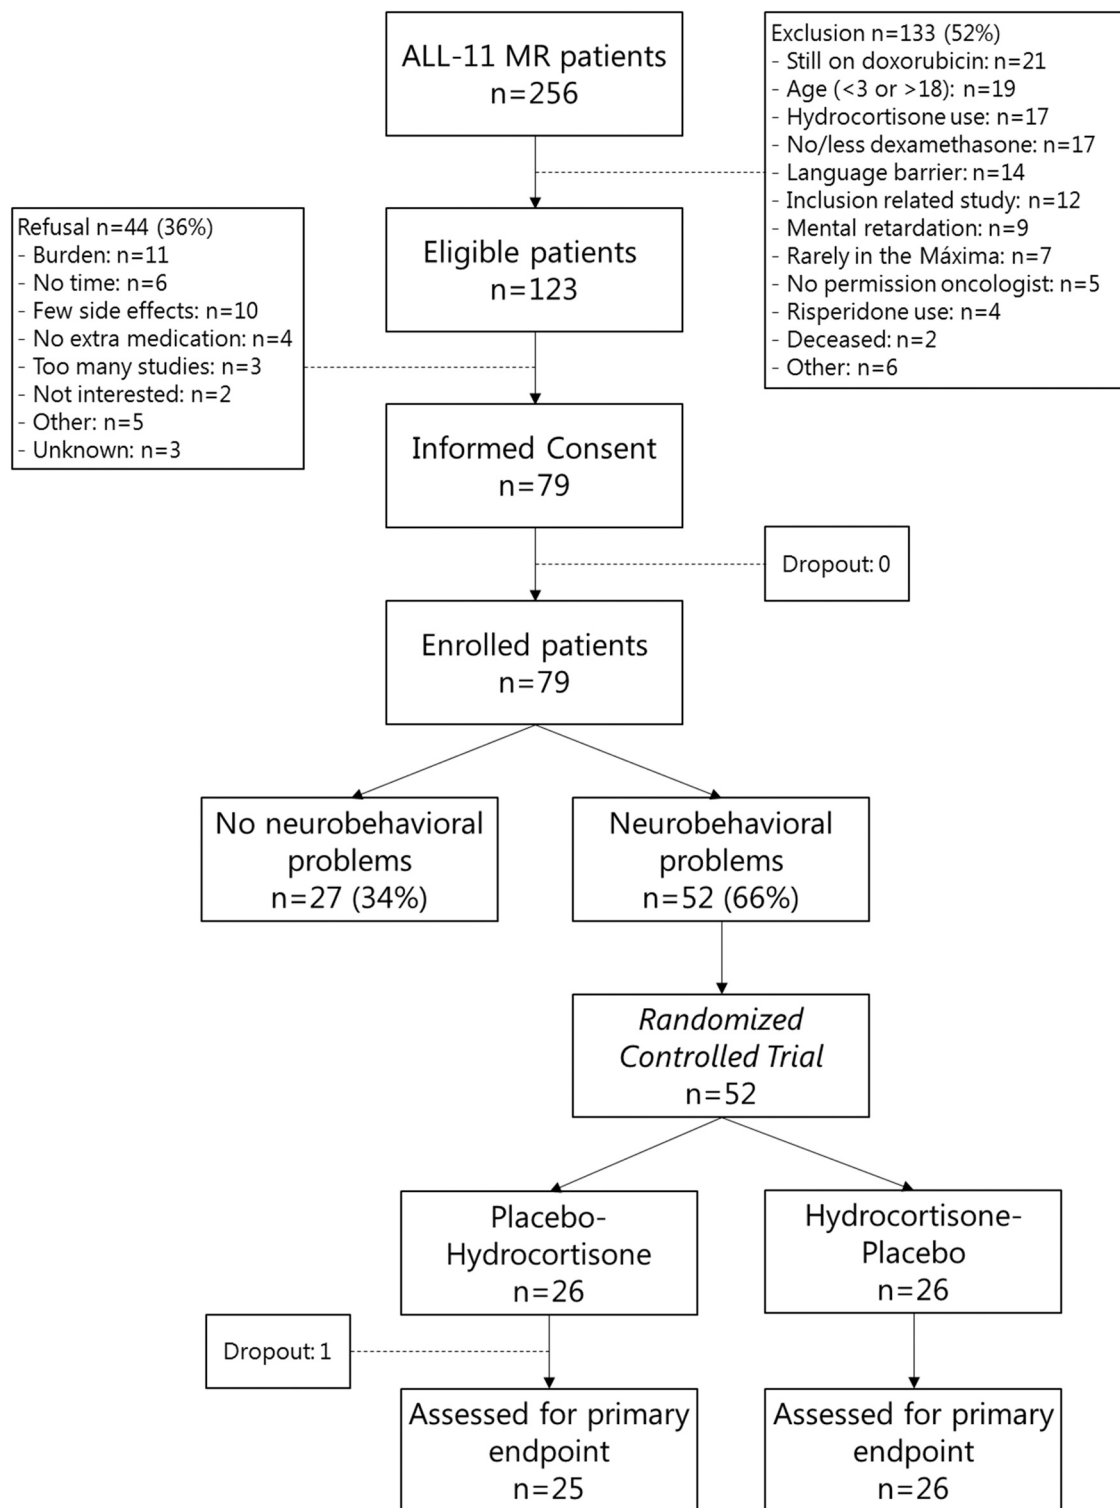 ALL-11 MR patients
n=256
Exclusion n=133 (52%)
- Still on doxorubicin: n=21
- Age (<3 or >18): n=19
- Hydrocortisone use: n=17
- No/less dexamethasone: n=17
- Language barrier: n=14
- Inclusion related study: n=12
- Mental retardation: n=9
- Rarely in the Máxima: n=7
- No permission oncologist: n=5
- Risperidone use: n=4
- Deceased: n=2
- Other: n=6
Eligible patients
n=123
Refusal n=44 (36%)
- Burden: n=11
- No time: n=6
- Few side effects: n=10
- No extra medication: n=4
- Too many studies: n=3
- Not interested: n=2
- Other: n=5
- Unknown: n=3
Informed Consent
n=79
Dropout: 0
Enrolled patients
n=79
No neurobehavioral
problems
n=27 (34%)
Neurobehavioral
problems
n=52 (66%)
Randomized
Controlled Trial
n=52
Placebo-
Hydrocortisone
n=26
Hydrocortisone-
Placebo
n=26
Dropout: 1
Assessed for primary
endpoint
n=25
Assessed for primary
endpoint
n=26